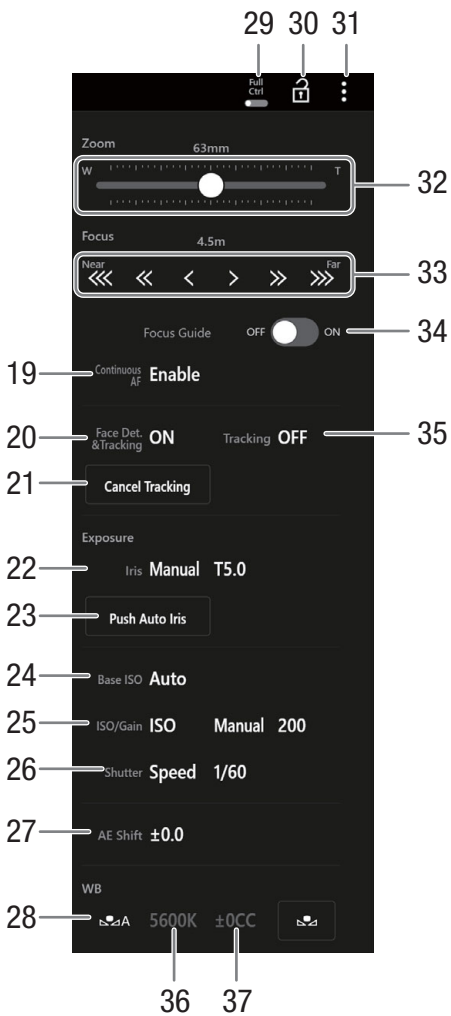 29 30 31
Full
Ctrl
Zoom 63mm
W T
32
Focus 4.5m
Near Far
33
Focus Guide OFF ON 34
19 Continuous
AF Enable
20 Face Det.
&Tracking ON Tracking OFF 35
21 Cancel Tracking
Exposure
22 Iris Manual T5.0
23 Push Auto Iris
24 Base ISO Auto
25 ISO/Gain ISO Manual 200
26 Shutter Speed 1/60
27 AE Shift ±0.0
WB
28 A 5600K ±0CC
36 37